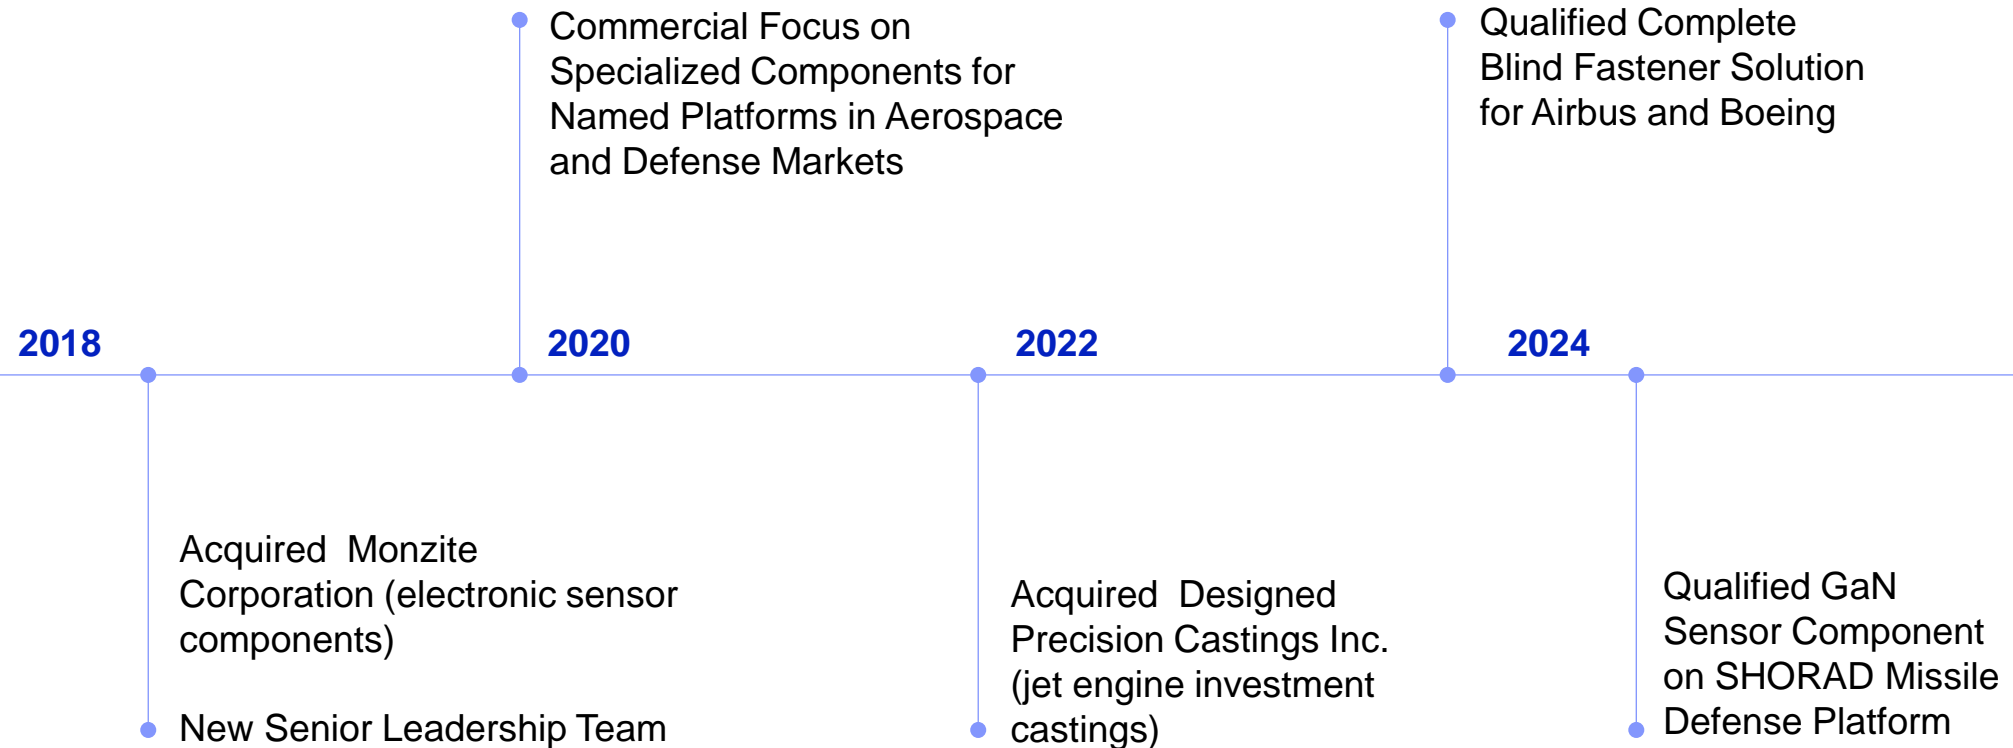 Commercial Focus on
Specialized Components for
Named Platforms in Aerospace
and Defense Markets
Qualified Complete
Blind Fastener Solution
for Airbus and Boeing
2018
2020
2022
2024
Acquired  Monzite
Corporation (electronic sensor
components)
New Senior Leadership Team
Acquired  Designed
Precision Castings Inc.
(jet engine investment
castings)
Qualified GaN
Sensor Component
on SHORAD Missile
Defense Platform